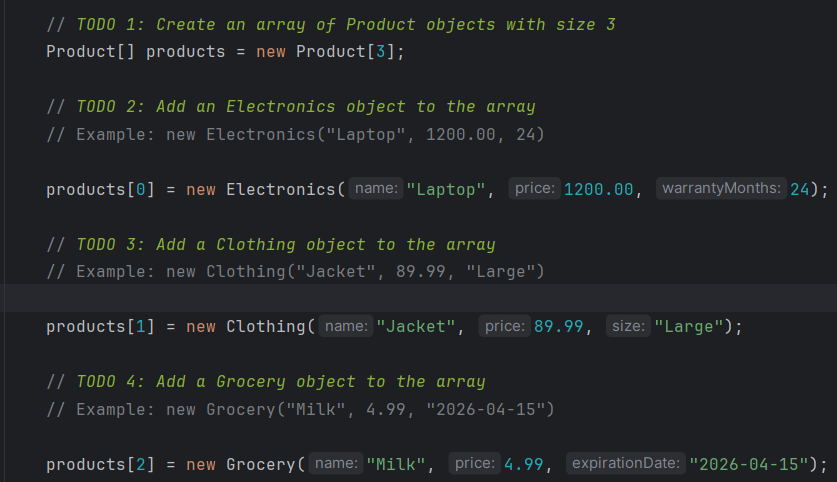 // TODO 1: Create an array of Product objects with size 3
Product[] products = new Product[3];
// TODO 2: Add an Electronics object to the array
// Example: new Electronics("Laptop", 1200.00, 24)
products[0] = new Electronics( name: "Laptop", price: 1200.00, warrantyMonths: 24);
// TODO 3: Add a Clothing object to the array
// Example: new Clothing("Jacket", 89.99, "Large")
products[1] = new Clothing( name: "Jacket", price: 89.99, size: "Large");
// TODO 4: Add a Grocery object to the array
// Example: new Grocery("Milk", 4.99, "2026-04-15")
products[2] = new Grocery( name: "Milk", price: 4.99, expirationDate: "2026-04-15");